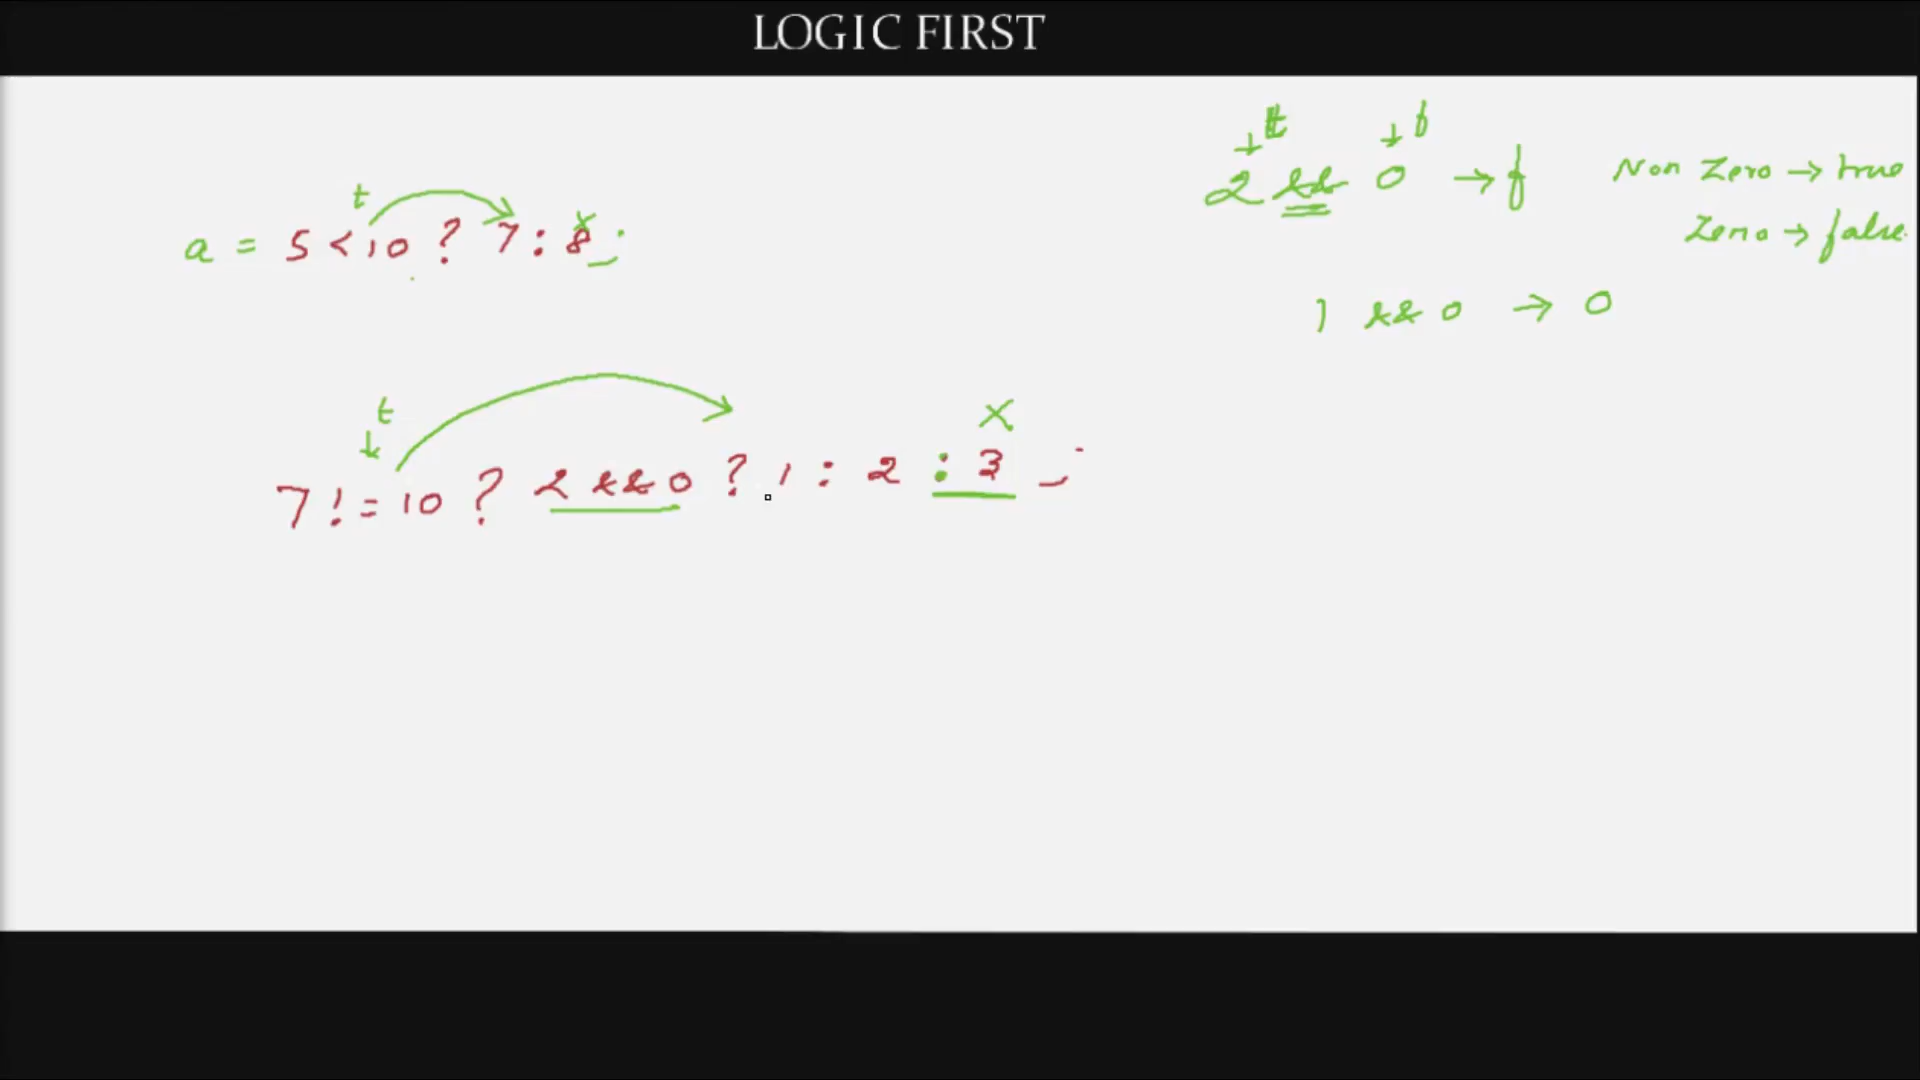 LOGIC FIRST
t
a = 5 < 10 ? 7 : 8 ;
x
t f
2 && 0 → f
Non Zero → true
Zero → false
1 && 0 → 0
t
x
7 != 10 ? 2 && 0 ? 1 : 2 : 3 ;